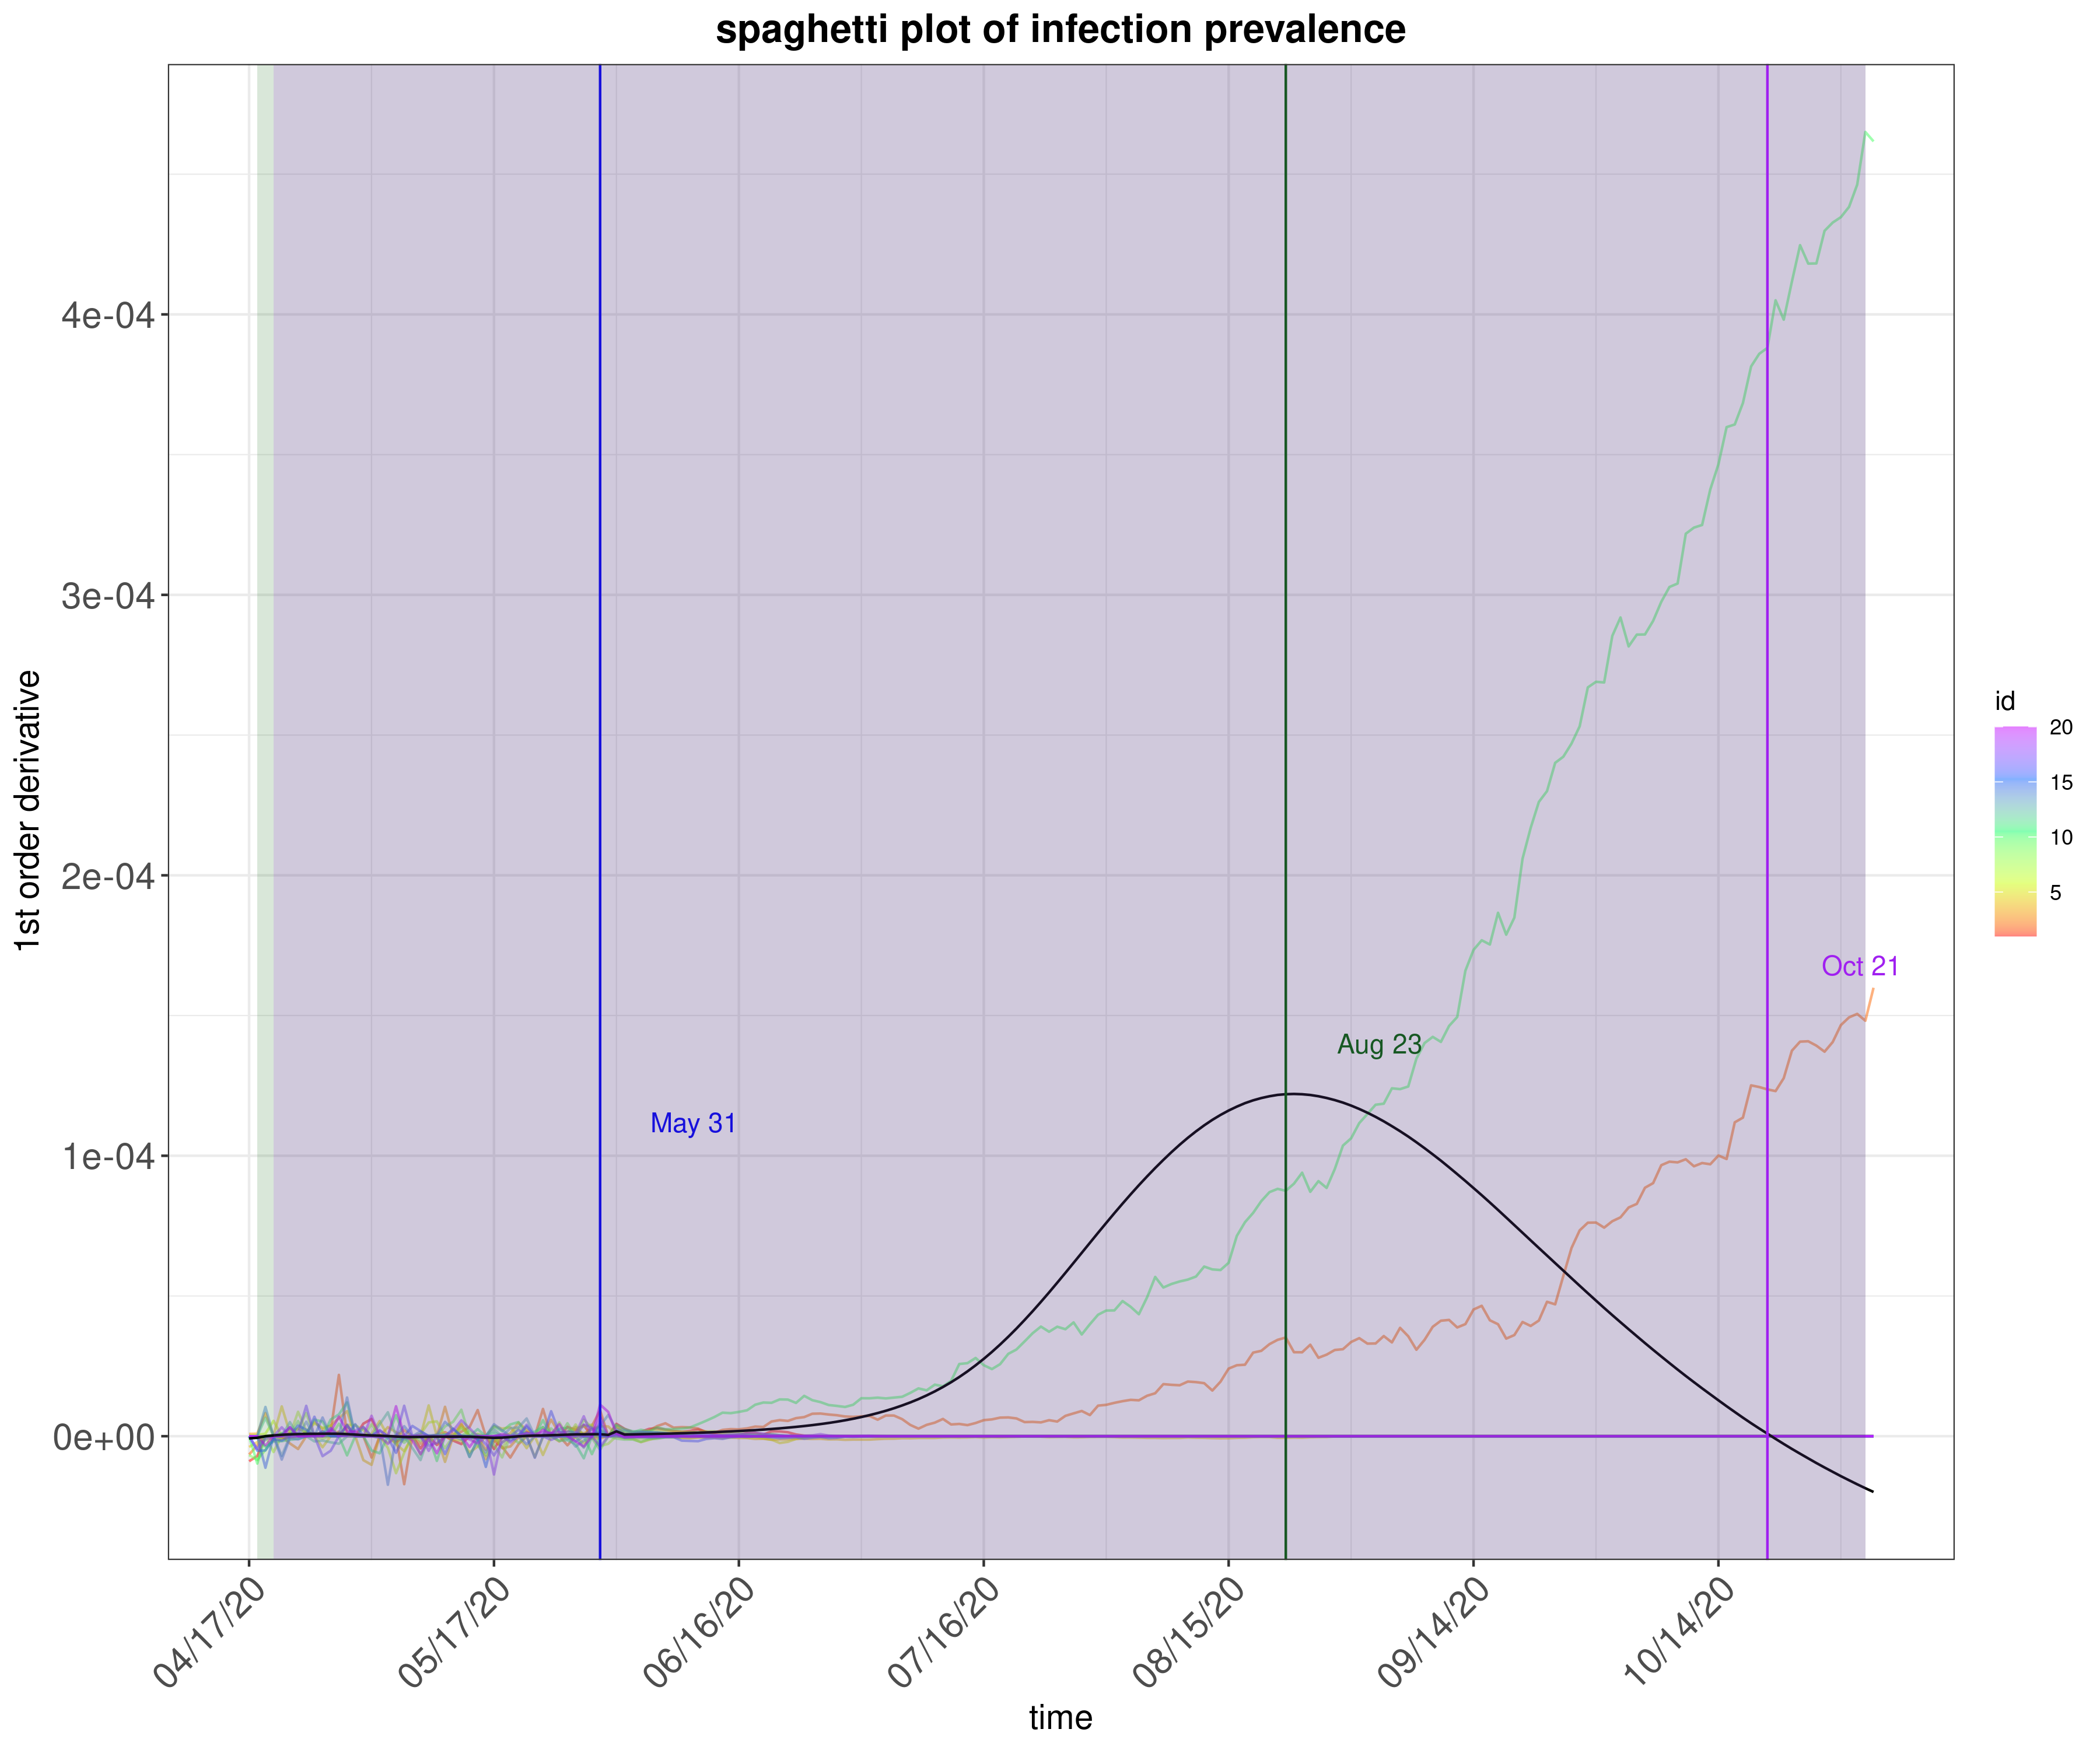 spaghetti plot of infection prevalence
1st order derivative
4e-04
3e-04
2e-04
1e-04
0e+00
May 31
Aug 23
Oct 21
04/17/20
05/17/20
06/16/20
07/16/20
08/15/20
09/14/20
10/14/20
time
id
20
15
10
5